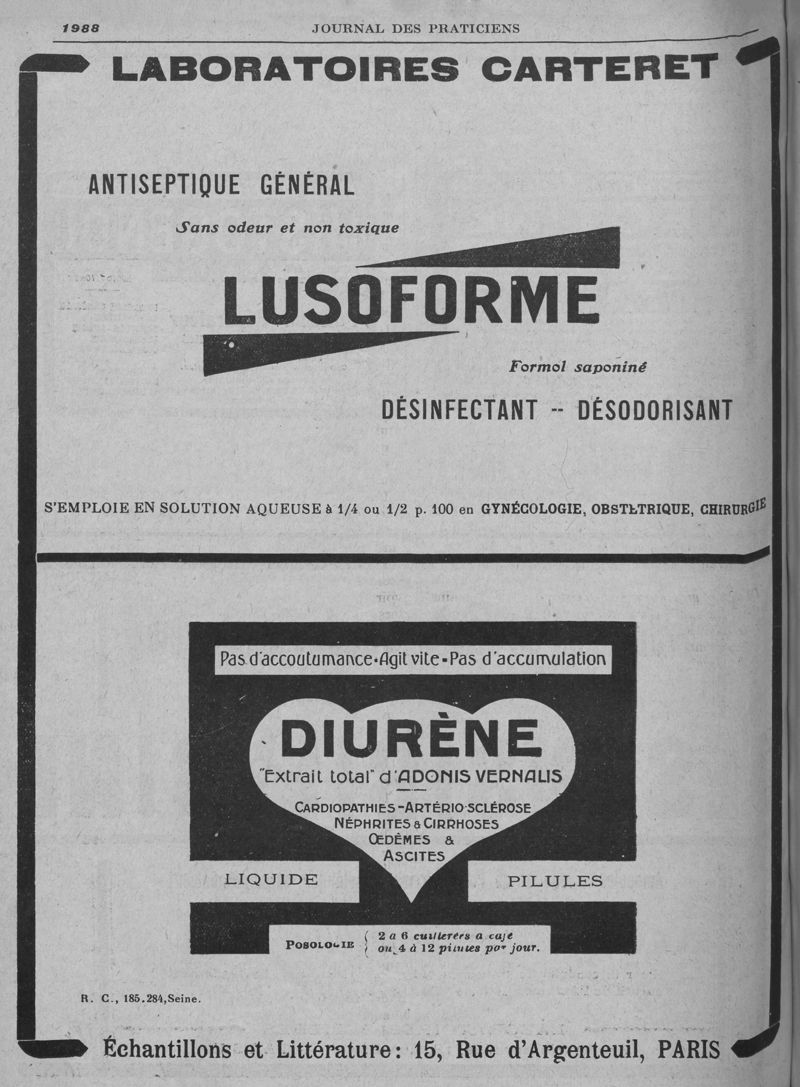 1988
JOURNAL DES PRATICIENS
LABORATOIRES CARTERET
ANTISEPTIQUE GÉNÉRAL
Sans odeur et non toxique
LUSOFORME
Formol saponiné
DÉSINFECTANT -- DÉSODORISANT
S'EMPLOIE EN SOLUTION AQUEUSE à 1/4 ou 1/2 p. 100 en GYNÉCOLOGIE, OBSTÉTRIQUE, CHIRURGIE
Pas d'accoutumance•Agit vite-Pas d'accumulation
DIURÈNE
"Extrait total" d'ADONIS VERNALIS
CARDIOPATHIES-ARTÉRIO-SCLÉROSE
NÉPHRITES & CIRRHOSES
ŒDÈMES &
ASCITES
LIQUIDE
PILULES
POSOLOGIE
2 a 6 cuillerées a café
ou 4 à 12 pilules par jour.
R. C., 185.284, Seine.
Échantillons et Littérature: 15, Rue d'Argenteuil, PARIS